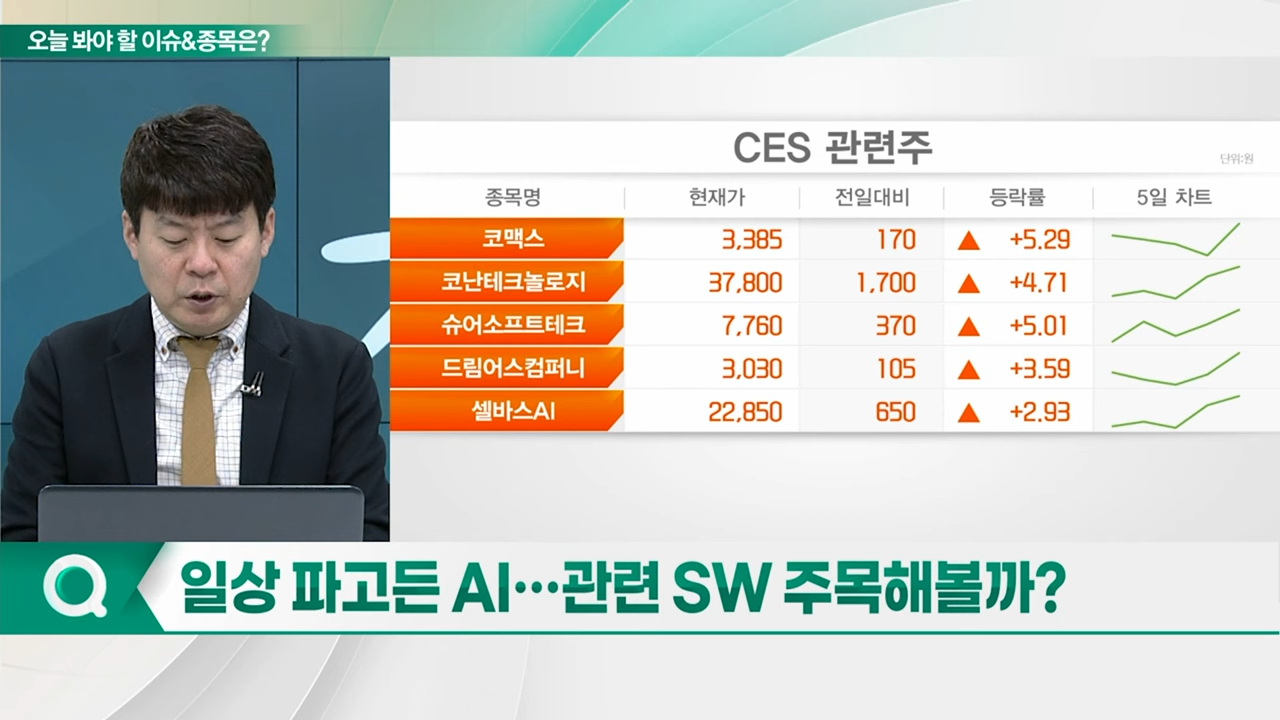 오늘 봐야 할 이슈&종목은?
CES 관련주
단위:원
종목명 현재가 전일대비 등락률 5일 차트
코맥스 3,385 170 ▲ +5.29
코난테크놀로지 37,800 1,700 ▲ +4.71
슈어소프트테크 7,760 370 ▲ +5.01
드림어스컴퍼니 3,030 105 ▲ +3.59
셀바스AI 22,850 650 ▲ +2.93
Q 일상 파고든 AI…관련 SW 주목해볼까?